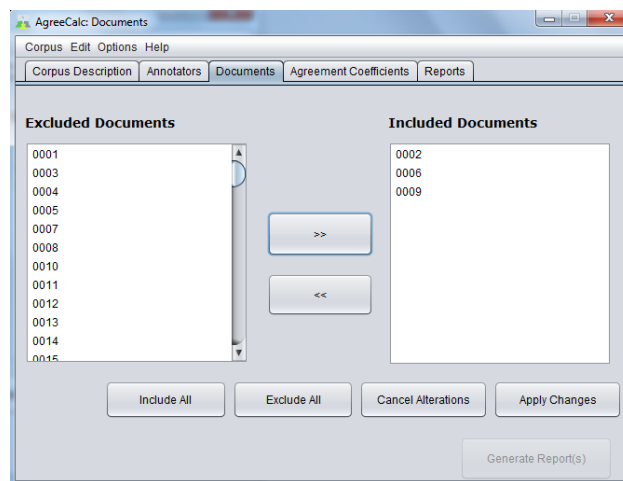 AgreeCalc: Documents
Corpus Edit Options Help
Corpus Description Annotators Documents Agreement Coefficients Reports
Excluded Documents
Included Documents
0001
0003
0004
0005
0007
0008
0010
0011
0012
0013
0014
0015
>>
<<
0002
0006
0009
Include All Exclude All Cancel Alterations Apply Changes
Generate Report(s)